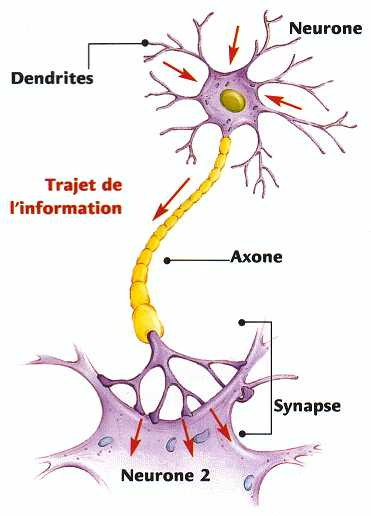 Neurone
Dendrites
Trajet de
l'information
Axone
Synapse
Neurone 2